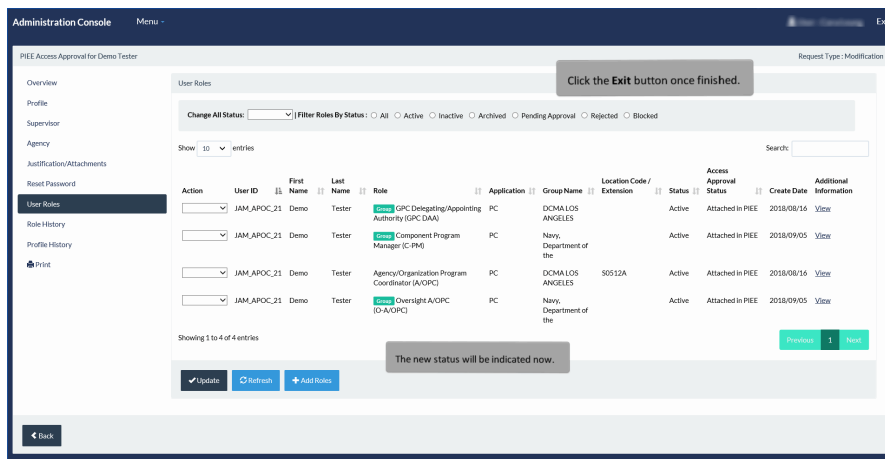 Administration Console Menu
Ex
PIEE Access Approval for Demo Tester
Request Type : Modification
Overview
Profile
Supervisor
Agency
Justification/Attachments
Reset Password
User Roles
Role History
Profile History
Print
User Roles
Click the Exit button once finished.
Change All Status: | Filter Roles By Status : All Active Inactive Archived Pending Approval Rejected Blocked
Show 10 entries
Search:
Action User ID First Name Last Name Role Application Group Name Location Code / Extension Status Access Approval Status Create Date Additional Information
JAM_APOC_21 Demo Tester Group GPC Delegating/Appointing PC DCMA LOS Active Attached in PIEE 2018/08/16 View
Authority (GPC DAA) ANGELES
JAM_APOC_21 Demo Tester Group Component Program PC Navy, Active Attached in PIEE 2018/09/05 View
Manager (C-PM) Department of
the
JAM_APOC_21 Demo Tester Agency/Organization Program PC DCMA LOS S0512A Active Attached in PIEE 2018/08/16 View
Coordinator (A/OPC) ANGELES
JAM_APOC_21 Demo Tester Group Oversight A/OPC PC Navy, Active Attached in PIEE 2018/09/05 View
(O-A/OPC) Department of
the
Showing 1 to 4 of 4 entries
Previous 1 Next
The new status will be indicated now.
Update Refresh Add Roles
Back